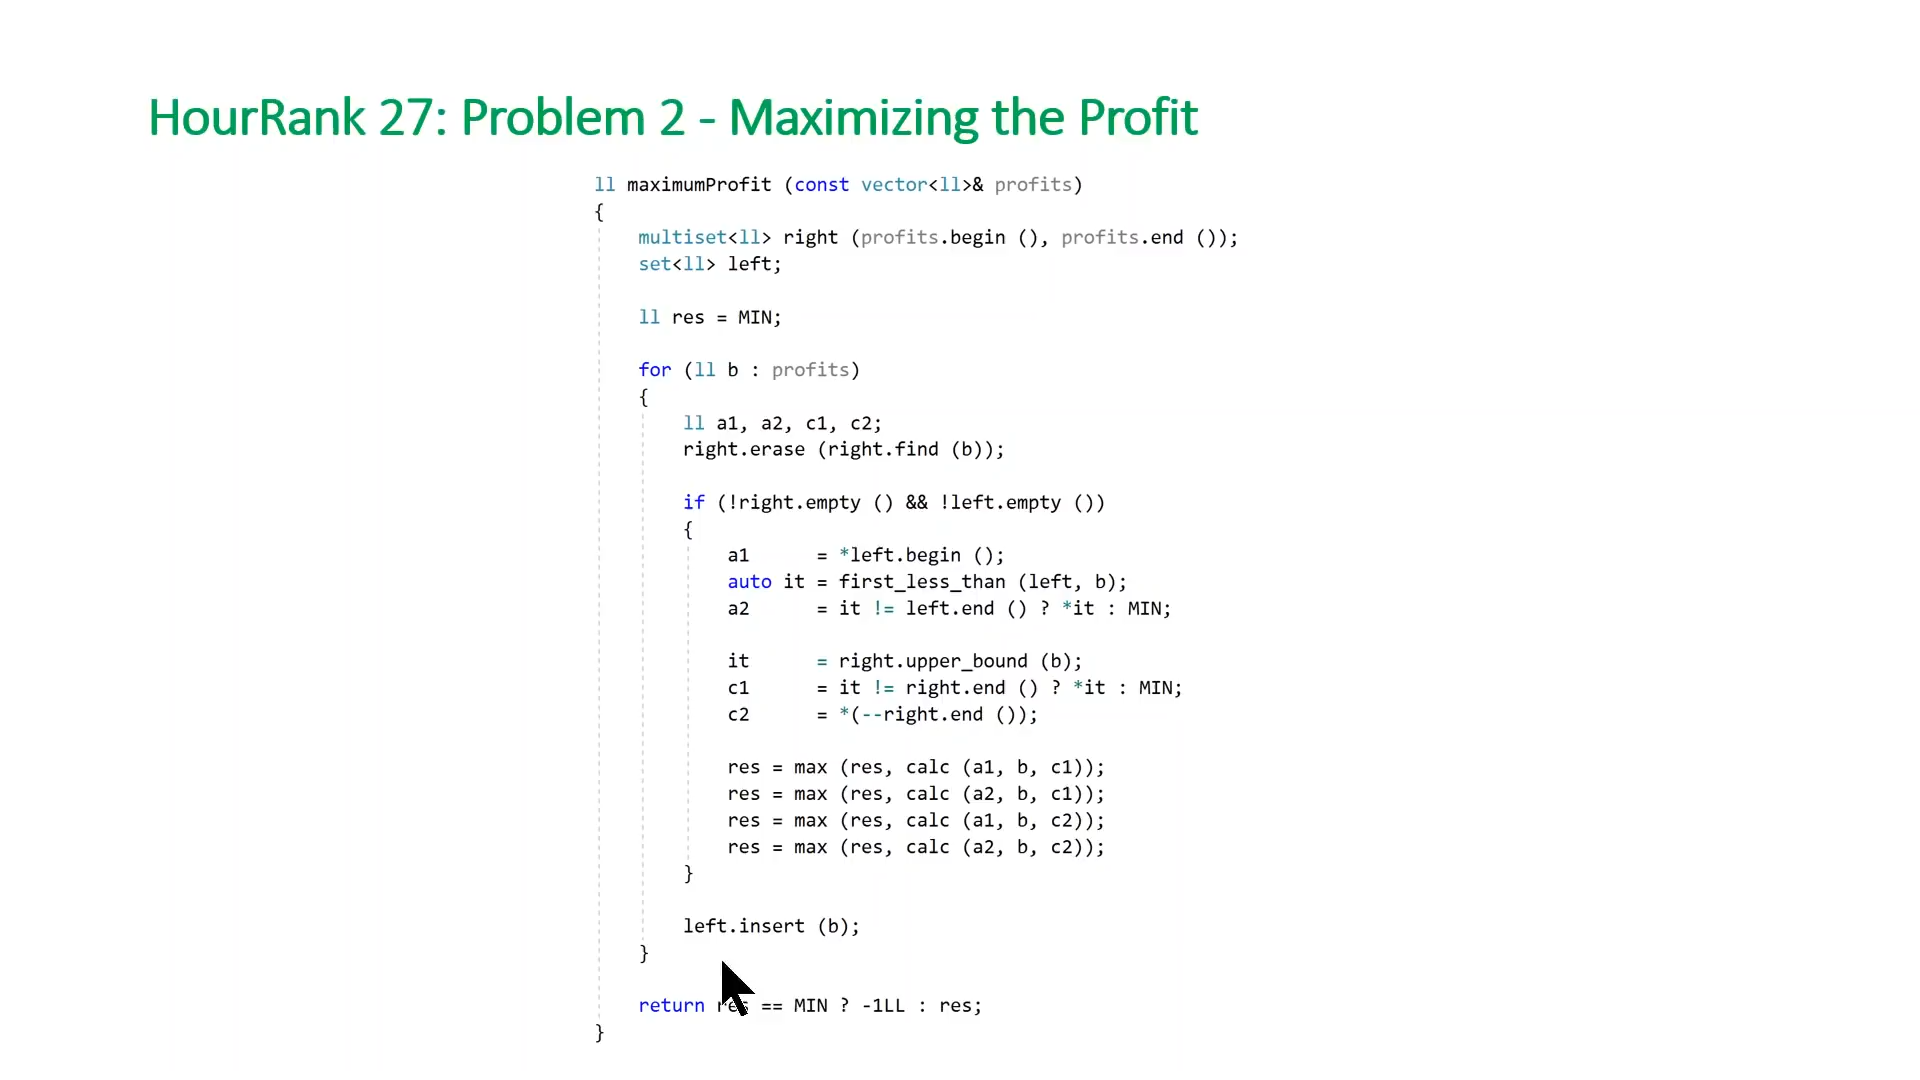 HourRank 27: Problem 2 - Maximizing the Profit
ll maximumProfit (const vector<ll>& profits)
{
multiset<ll> right (profits.begin (), profits.end ());
set<ll> left;
ll res = MIN;
for (ll b : profits)
{
ll a1, a2, c1, c2;
right.erase (right.find (b));
if (!right.empty () && !left.empty ())
{
a1 = *left.begin ();
auto it = first_less_than (left, b);
a2 = it != left.end () ? *it : MIN;
it = right.upper_bound (b);
c1 = it != right.end () ? *it : MIN;
c2 = *(--right.end ());
res = max (res, calc (a1, b, c1));
res = max (res, calc (a2, b, c1));
res = max (res, calc (a1, b, c2));
res = max (res, calc (a2, b, c2));
}
left.insert (b);
}
return res == MIN ? -1LL : res;
}